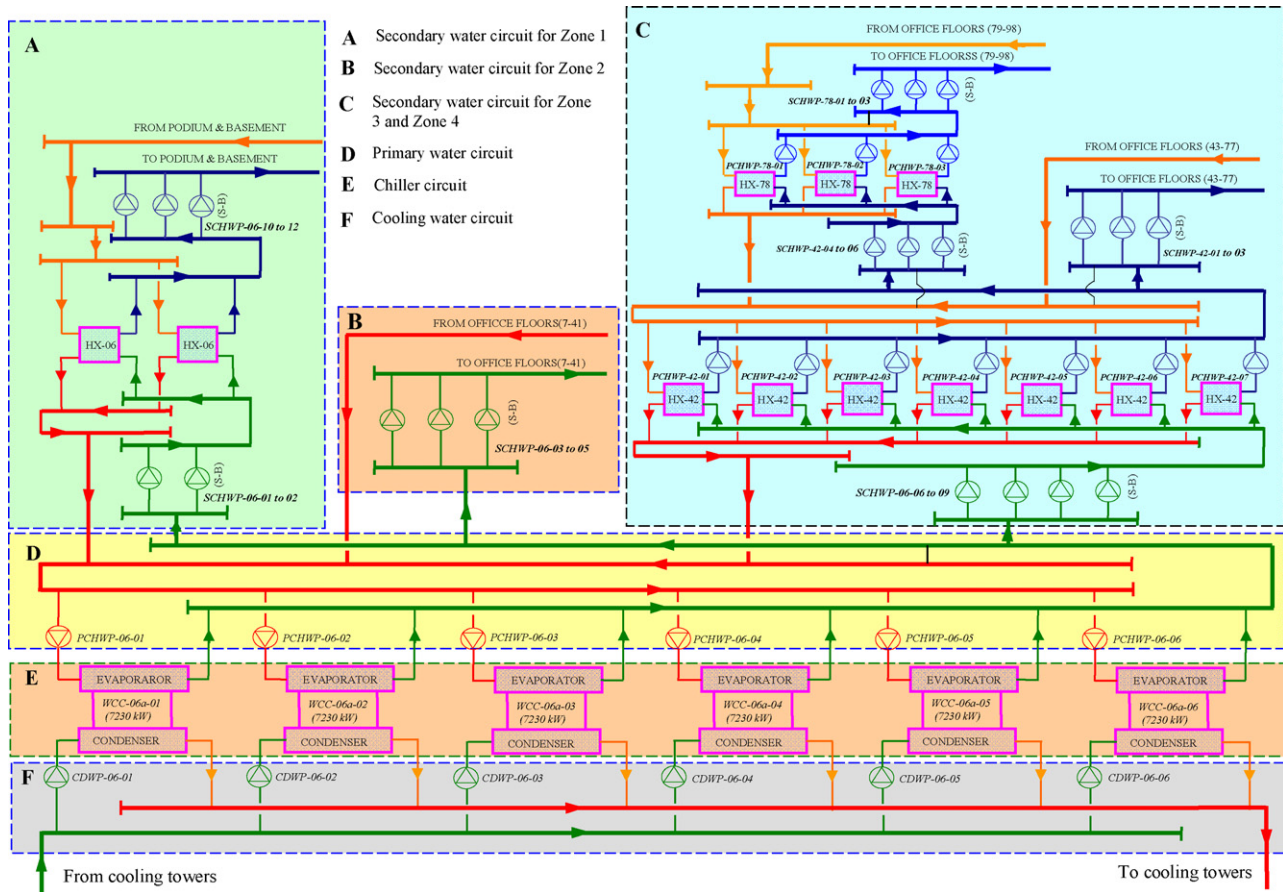 A
A Secondary water circuit for Zone 1
B Secondary water circuit for Zone 2
C Secondary water circuit for Zone
3 and Zone 4
D Primary water circuit
E Chiller circuit
F Cooling water circuit
FROM PODIUM & BASEMENT
TO PODIUM & BASEMENT
(S-B)
SCHWP-06-10 to 12
HX-06
HX-06
(S-B)
SCHWP-06-01 to 02
B
FROM OFFICCE FLOORS(7-41)
TO OFFICE FLOORS(7-41)
(S-B)
SCHWP-06-03 to 05
C
FROM OFFICE FLOORS (79-98)
TO OFFICE FLOORSS (79-98)
(S-B)
SCHWP-78-01 to 03
FROM OFFICE FLOORS (43-77)
TO OFFICE FLOORS (43-77)
PCHWP-78-01
PCHWP-78-02
PCHWP-78-03
HX-78
HX-78
HX-78
(S-B)
SCHWP-42-04 to 06
(S-B)
SCHWP-42-01 to 03
PCHWP-42-01
PCHWP-42-02
PCHWP-42-03
PCHWP-42-04
PCHWP-42-05
PCHWP-42-06
PCHWP-42-07
HX-42
HX-42
HX-42
HX-42
HX-42
HX-42
HX-42
SCHWP-06-06 to 09
(S-B)
D
PCHWP-06-01
PCHWP-06-02
PCHWP-06-03
PCHWP-06-04
PCHWP-06-05
PCHWP-06-06
E
EVAPORAROR
EVAPORATOR
EVAPORATOR
EVAPORATOR
EVAPORATOR
EVAPORATOR
WCC-06a-01
(7230 kW)
WCC-06a-02
(7230 kW)
WCC-06a-03
(7230 kW)
WCC-06a-04
(7230 kW)
WCC-06a-05
(7230 kW)
WCC-06a-06
(7230 kW)
CONDENSER
CONDENSER
CONDENSER
CONDENSER
CONDENSER
CONDENSER
F
CDWP-06-01
CDWP-06-02
CDWP-06-03
CDWP-06-04
CDWP-06-05
CDWP-06-06
From cooling towers
To cooling towers